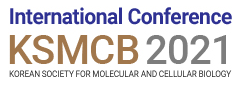 International Conference
KSMCB 2021
KOREAN SOCIETY FOR MOLECULAR AND CELLULAR BIOLOGY